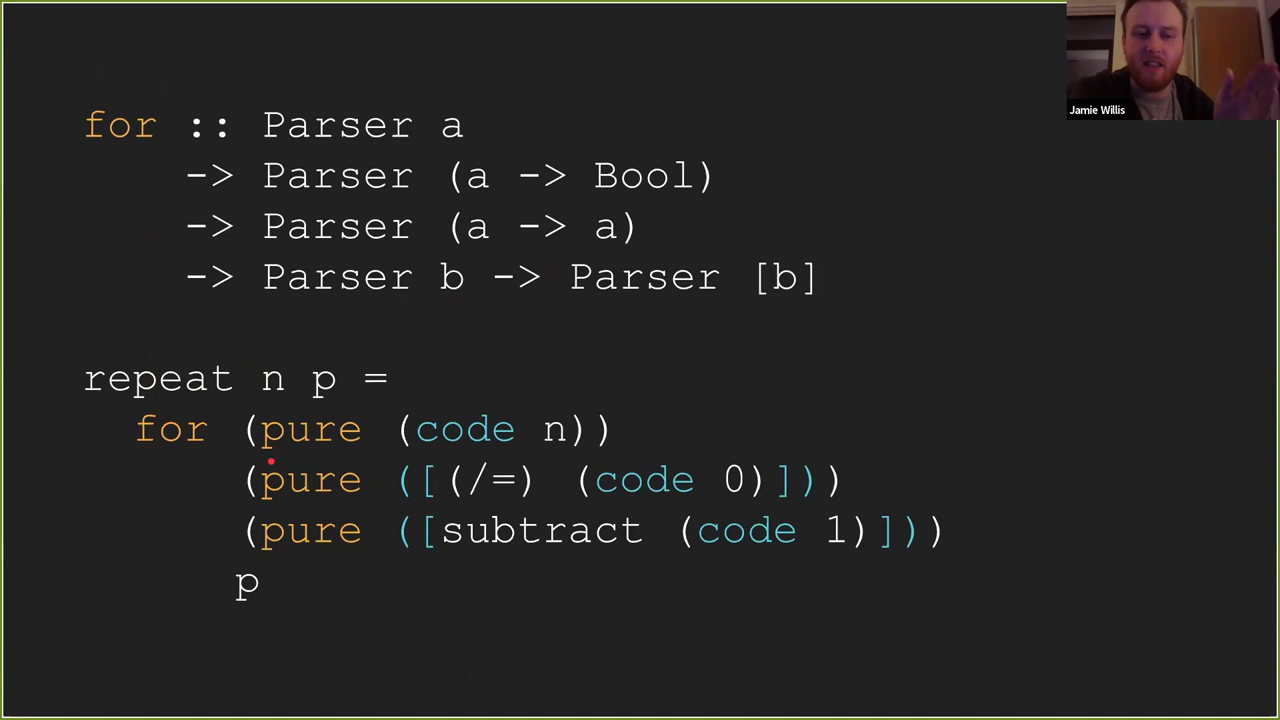 for :: Parser a
-> Parser (a -> Bool)
-> Parser (a -> a)
-> Parser b -> Parser [b]
repeat n p =
for (pure (code n))
(pure ([(/=) (code 0)]))
(pure ([subtract (code 1)]))
p
Jamie Willis